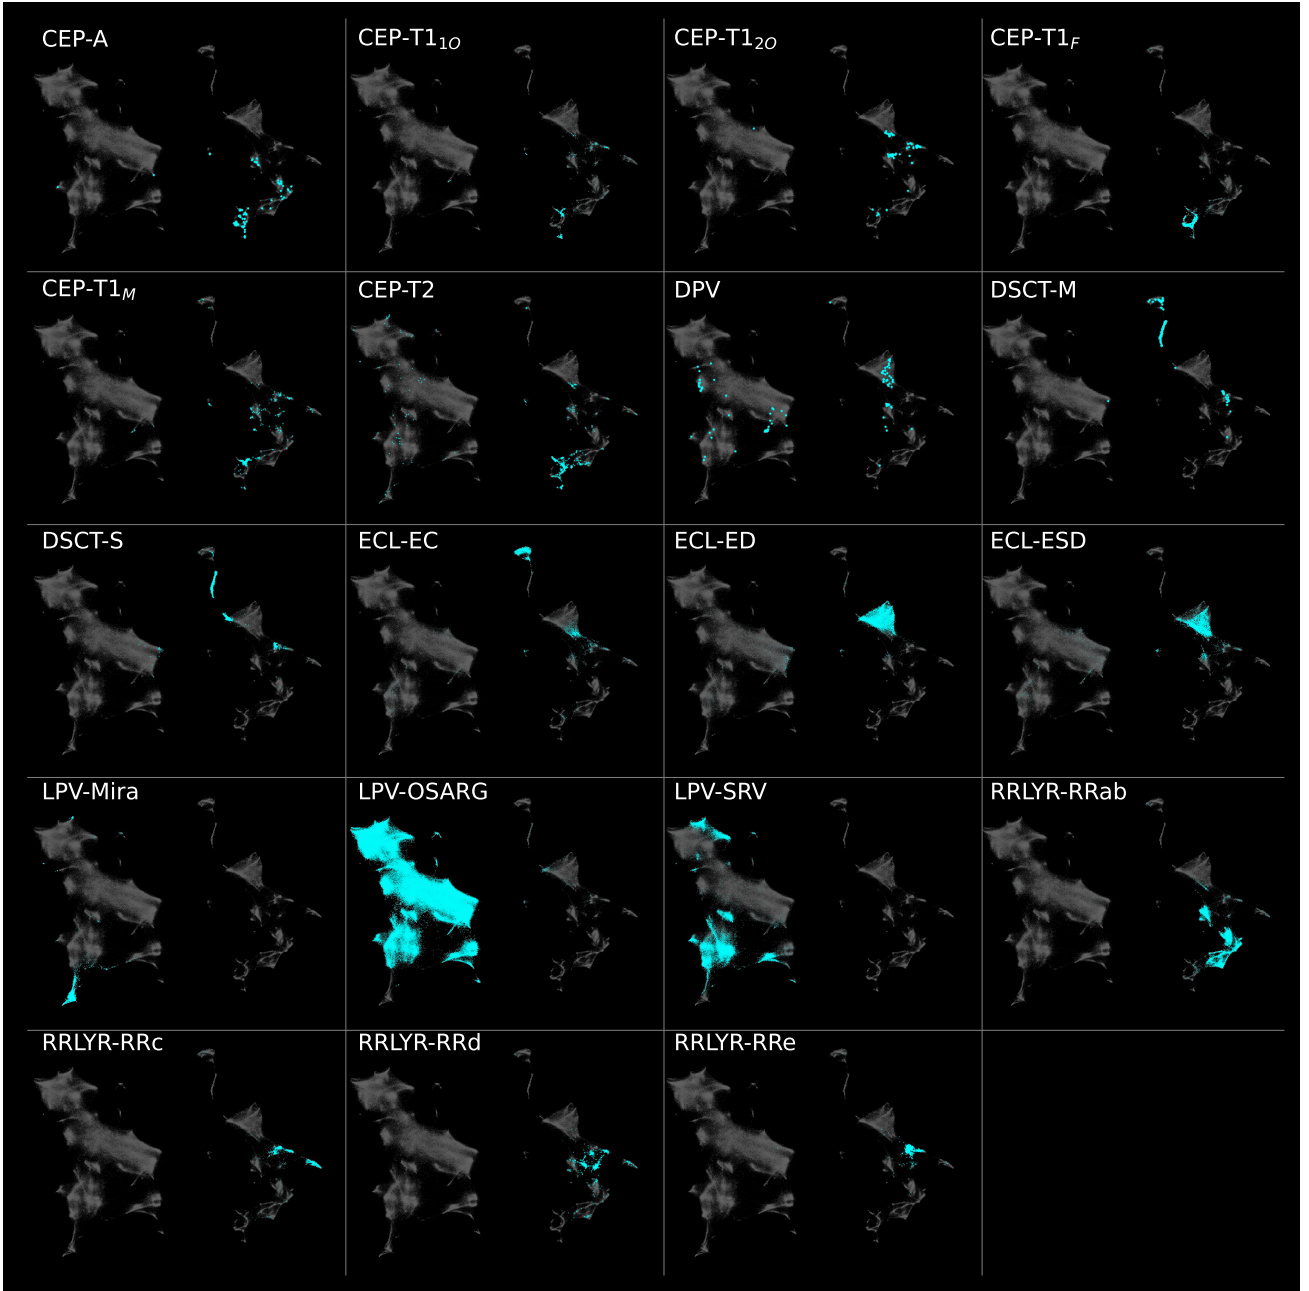 CEP-A
CEP-T1₁O
CEP-T1₂O
CEP-T1F
CEP-T1M
CEP-T2
DPV
DSCT-M
DSCT-S
ECL-EC
ECL-ED
ECL-ESD
LPV-Mira
LPV-OSARG
LPV-SRV
RRLYR-RRab
RRLYR-RRc
RRLYR-RRd
RRLYR-RRe